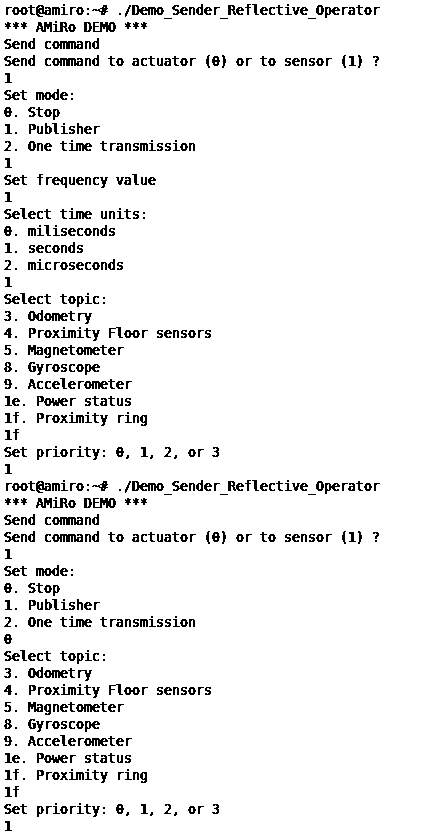 root@amiro:~# ./Demo_Sender_Reflective_Operator
*** AMiRo DEMO ***
Send command
Send command to actuator (0) or to sensor (1) ?
1
Set mode:
0. Stop
1. Publisher
2. One time transmission
1
Set frequency value
1
Select time units:
0. miliseconds
1. seconds
2. microseconds
1
Select topic:
3. Odometry
4. Proximity Floor sensors
5. Magnetometer
8. Gyroscope
9. Accelerometer
1e. Power status
1f. Proximity ring
1f
Set priority: 0, 1, 2, or 3
1
root@amiro:~# ./Demo_Sender_Reflective_Operator
*** AMiRo DEMO ***
Send command
Send command to actuator (0) or to sensor (1) ?
1
Set mode:
0. Stop
1. Publisher
2. One time transmission
0
Select topic:
3. Odometry
4. Proximity Floor sensors
5. Magnetometer
8. Gyroscope
9. Accelerometer
1e. Power status
1f. Proximity ring
1f
Set priority: 0, 1, 2, or 3
1